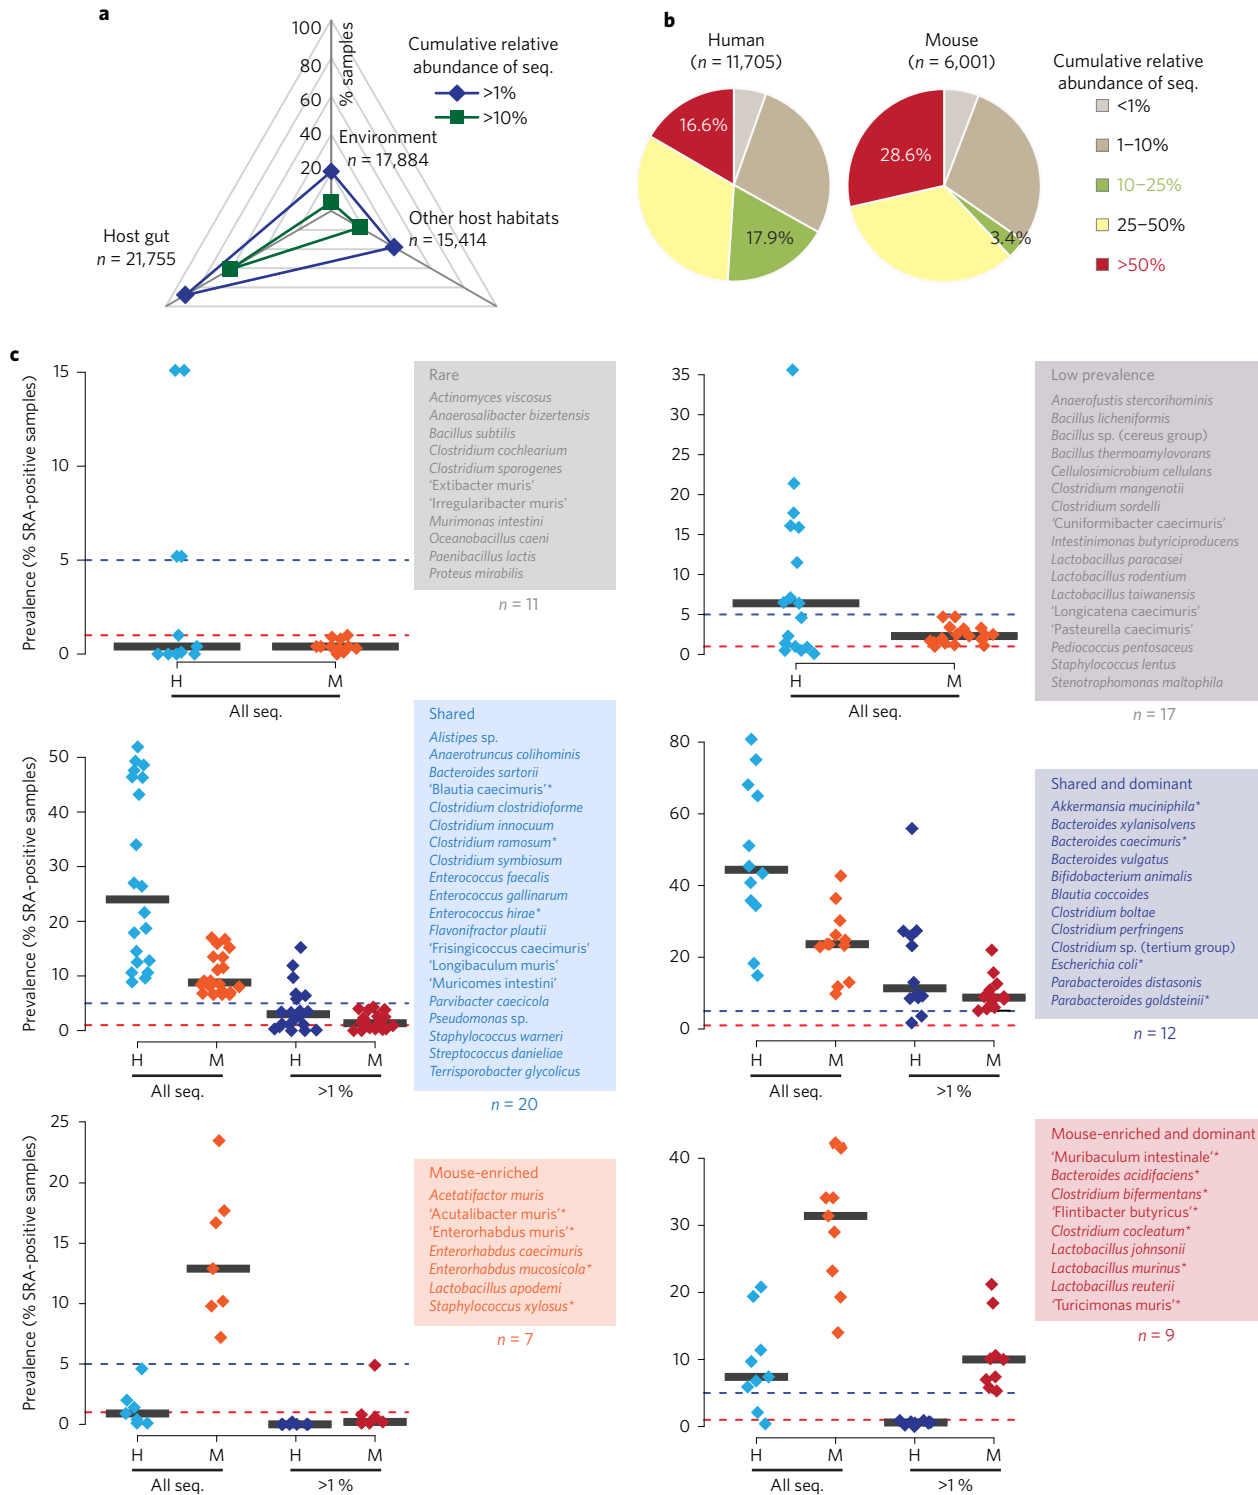 a
100
80
60
40
20
% samples
Cumulative relative
abundance of seq.
>1%
>10%
Environment
n = 17,884
Other host habitats
n = 15,414
Host gut
n = 21,755
b
Human
(n = 11,705)
Mouse
(n = 6,001)
16.6%
17.9%
28.6%
3.4%
Cumulative relative
abundance of seq.
<1%
1–10%
10–25%
25–50%
>50%
c
Prevalence (% SRA-positive samples)
15
10
5
0
H
M
All seq.
Rare
Actinomyces viscosus
Anaerosalibacter bizertensis
Bacillus subtilis
Clostridium cochlearium
Clostridium sporogenes
‘Extibacter muris’
‘Irregularibacter muris’
Murimonas intestini
Oceanobacillus caeni
Paenibacillus lactis
Proteus mirabilis
n = 11
35
30
25
20
15
10
5
0
H
M
All seq.
Low prevalence
Anaerofustis stercorihominis
Bacillus licheniformis
Bacillus sp. (cereus group)
Bacillus thermoamylovorans
Cellulosimicrobium cellulans
Clostridium mangenotii
Clostridium sordelli
‘Cuniformibacter caecimuris’
Intestinimonas butyriciproducens
Lactobacillus paracasei
Lactobacillus rodentium
Lactobacillus taiwanensis
‘Longicatena caecimuris’
‘Pasteurella caecimuris’
Pediococcus pentosaceus
Staphylococcus lentus
Stenotrophomonas maltophila
n = 17
Prevalence (% SRA-positive samples)
50
40
30
20
10
0
H
M
H
M
All seq.
>1 %
Shared
Alistipes sp.
Anaerotruncus colihominis
Bacteroides sartorii
‘Blautia caecimuris’*
Clostridium clostridioforme
Clostridium innocuum
Clostridium ramosum*
Clostridium symbiosum
Enterococcus faecalis
Enterococcus gallinarum
Enterococcus hirae*
Flavonifractor plautii
‘Frisingicoccus caecimuris’
‘Longibaculum muris’
‘Muricomes intestini’
Parvibacter caecicola
Pseudomonas sp.
Staphylococcus warneri
Streptococcus danieliae
Terrisporobacter glycolicus
n = 20
80
60
40
20
0
H
M
H
M
All seq.
>1 %
Shared and dominant
Akkermansia muciniphila*
Bacteroides xylanisolvens
Bacteroides caecimuris*
Bacteroides vulgatus
Bifidobacterium animalis
Blautia coccoides
Clostridium boltae
Clostridium perfringens
Clostridium sp. (tertium group)
Escherichia coli*
Parabacteroides distasonis
Parabacteroides goldsteinii*
n = 12
Prevalence (% SRA-positive samples)
25
20
15
10
5
0
H
M
H
M
All seq.
>1 %
Mouse-enriched
Acetatifactor muris
‘Acutalibacter muris’*
‘Enterorhabdus muris’*
Enterorhabdus caecimuris
Enterorhabdus mucosicola*
Lactobacillus apodemi
Staphylococcus xylosus*
n = 7
40
30
20
10
0
H
M
H
M
All seq.
>1 %
Mouse-enriched and dominant
‘Muribaculum intestinale’*
Bacteroides acidifaciens*
Clostridium bifermentans*
‘Flintibacter butyricus’*
Clostridium cocleatum*
Lactobacillus johnsonii
Lactobacillus murinus*
Lactobacillus reuterii
‘Turicimonas muris’*
n = 9